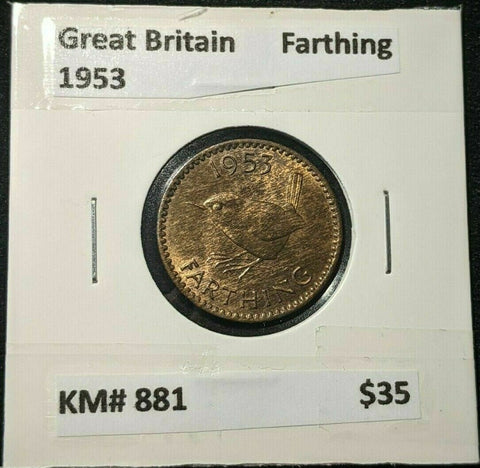 Great Britain Farthing
1953
1953
FARTHING
KM# 881 $35